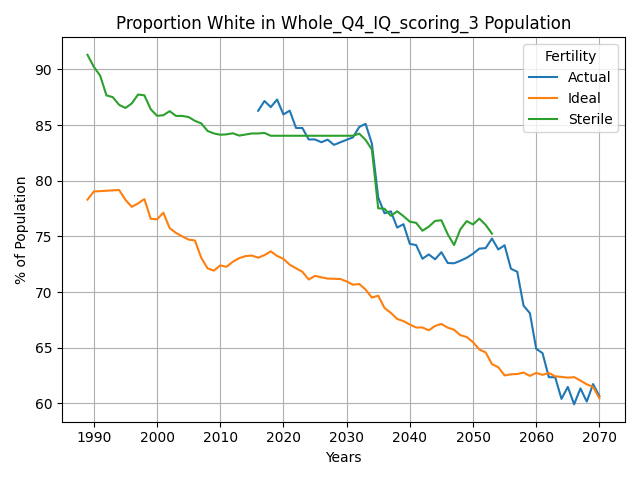 Proportion White in Whole_Q4_IQ_scoring_3 Population
% of Population
90
85
80
75
70
65
60
Fertility
Actual
Ideal
Sterile
1990
2000
2010
2020
2030
2040
2050
2060
2070
Years